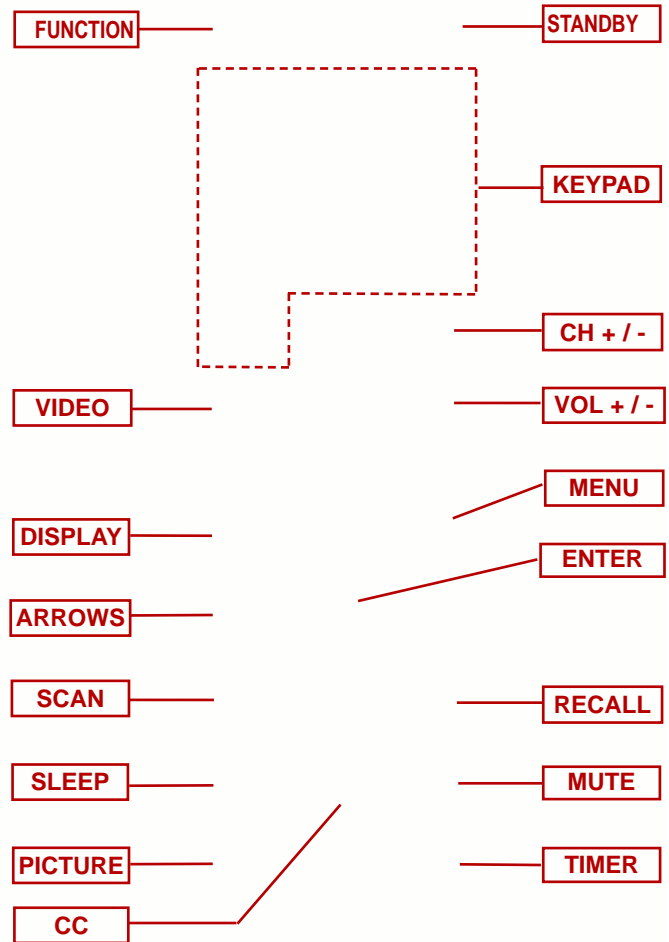 FUNCTION
STANDBY
KEYPAD
CH + / -
VIDEO
VOL + / -
MENU
DISPLAY
ENTER
ARROWS
SCAN
RECALL
SLEEP
MUTE
PICTURE
TIMER
CC